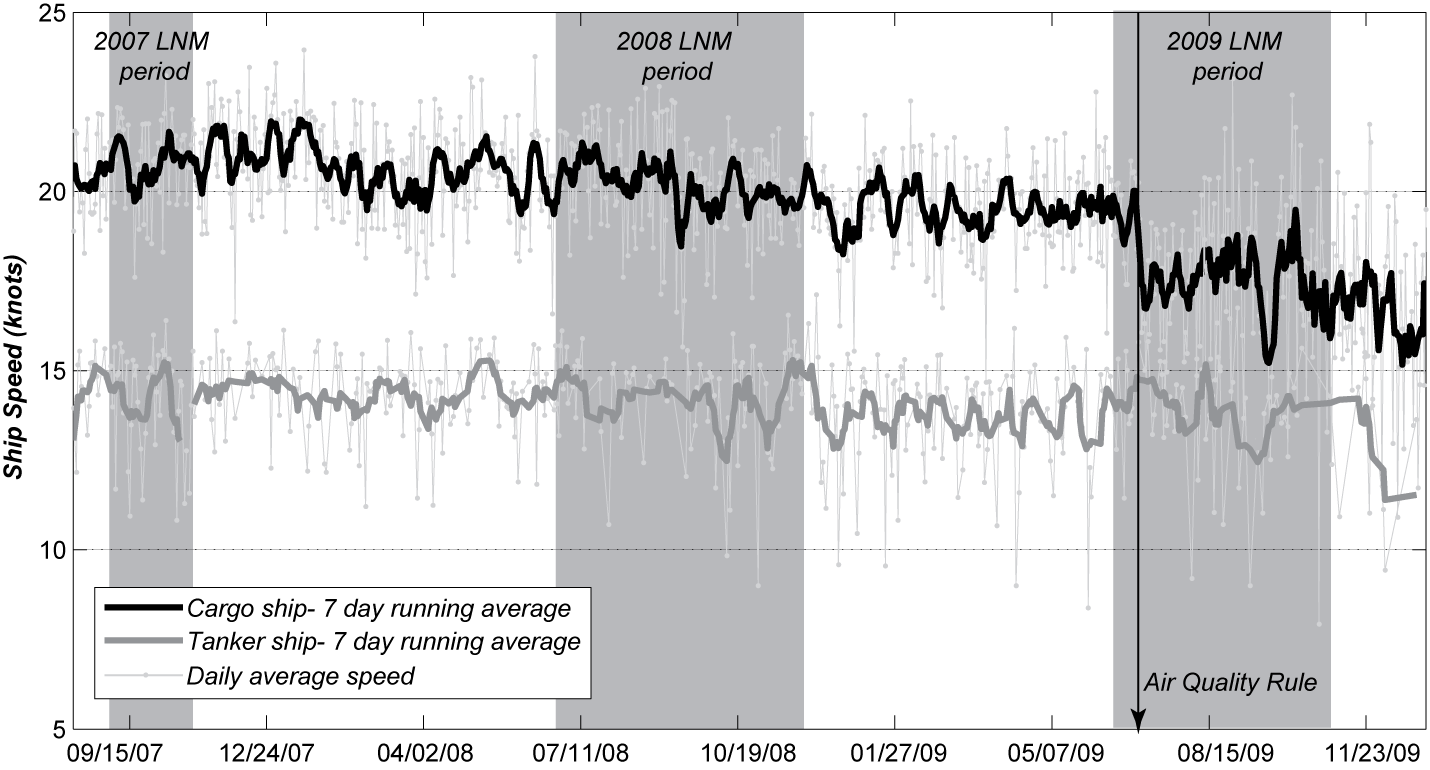 2007 LNM
period
2008 LNM
period
2009 LNM
period
25
20
15
10
5
Ship Speed (knots)
Cargo ship- 7 day running average
Tanker ship- 7 day running average
Daily average speed
Air Quality Rule
09/15/07 12/24/07 04/02/08 07/11/08 10/19/08 01/27/09 05/07/09 08/15/09 11/23/09